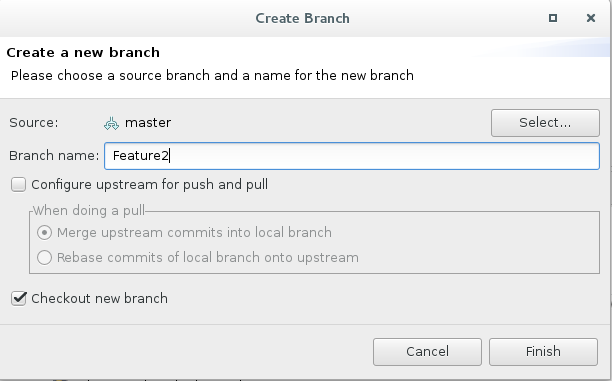 Create Branch
Create a new branch
Please choose a source branch and a name for the new branch
Source: master Select...
Branch name: Feature2
Configure upstream for push and pull
When doing a pull
Merge upstream commits into local branch
Rebase commits of local branch onto upstream
Checkout new branch
Cancel Finish